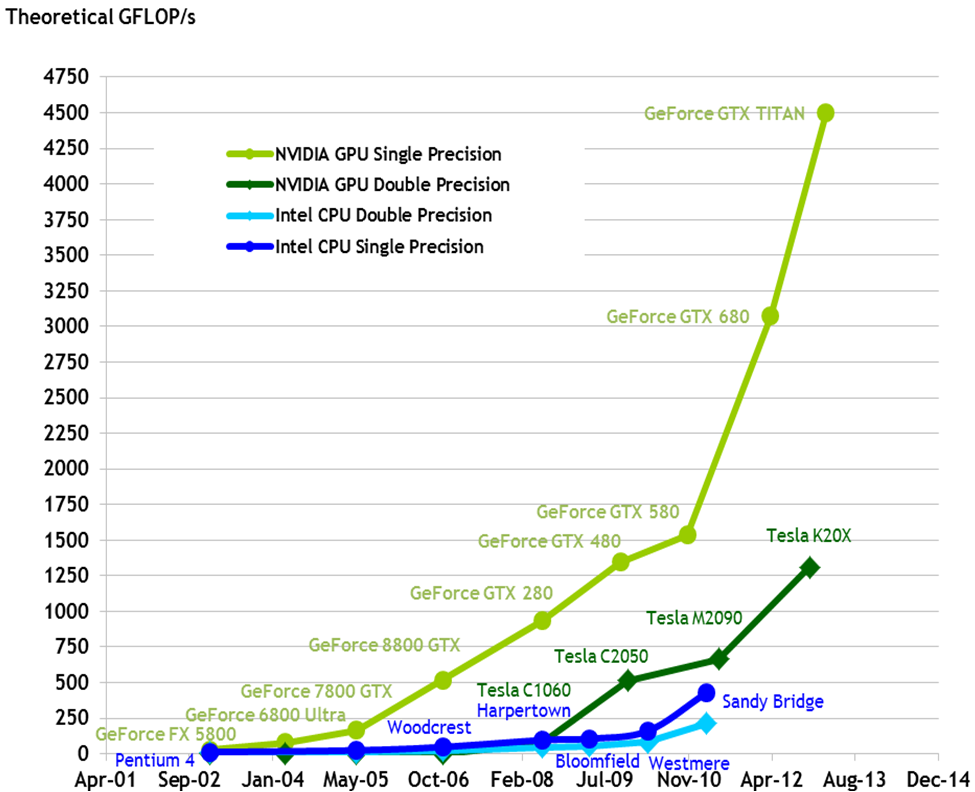 Theoretical GFLOP/s
4750
4500
4250
4000
3750
3500
3250
3000
2750
2500
2250
2000
1750
1500
1250
1000
750
500
250
0
NVIDIA GPU Single Precision
NVIDIA GPU Double Precision
Intel CPU Double Precision
Intel CPU Single Precision
GeForce GTX TITAN
GeForce GTX 680
GeForce GTX 580
GeForce GTX 480
GeForce GTX 280
GeForce 8800 GTX
GeForce 7800 GTX
GeForce 6800 Ultra
GeForce FX 5800
Tesla K20X
Tesla M2090
Tesla C2050
Tesla C1060
Harpertown
Woodcrest
Sandy Bridge
Pentium 4
Bloomfield
Westmere
Apr-01
Sep-02
Jan-04
May-05
Oct-06
Feb-08
Jul-09
Nov-10
Apr-12
Aug-13
Dec-14